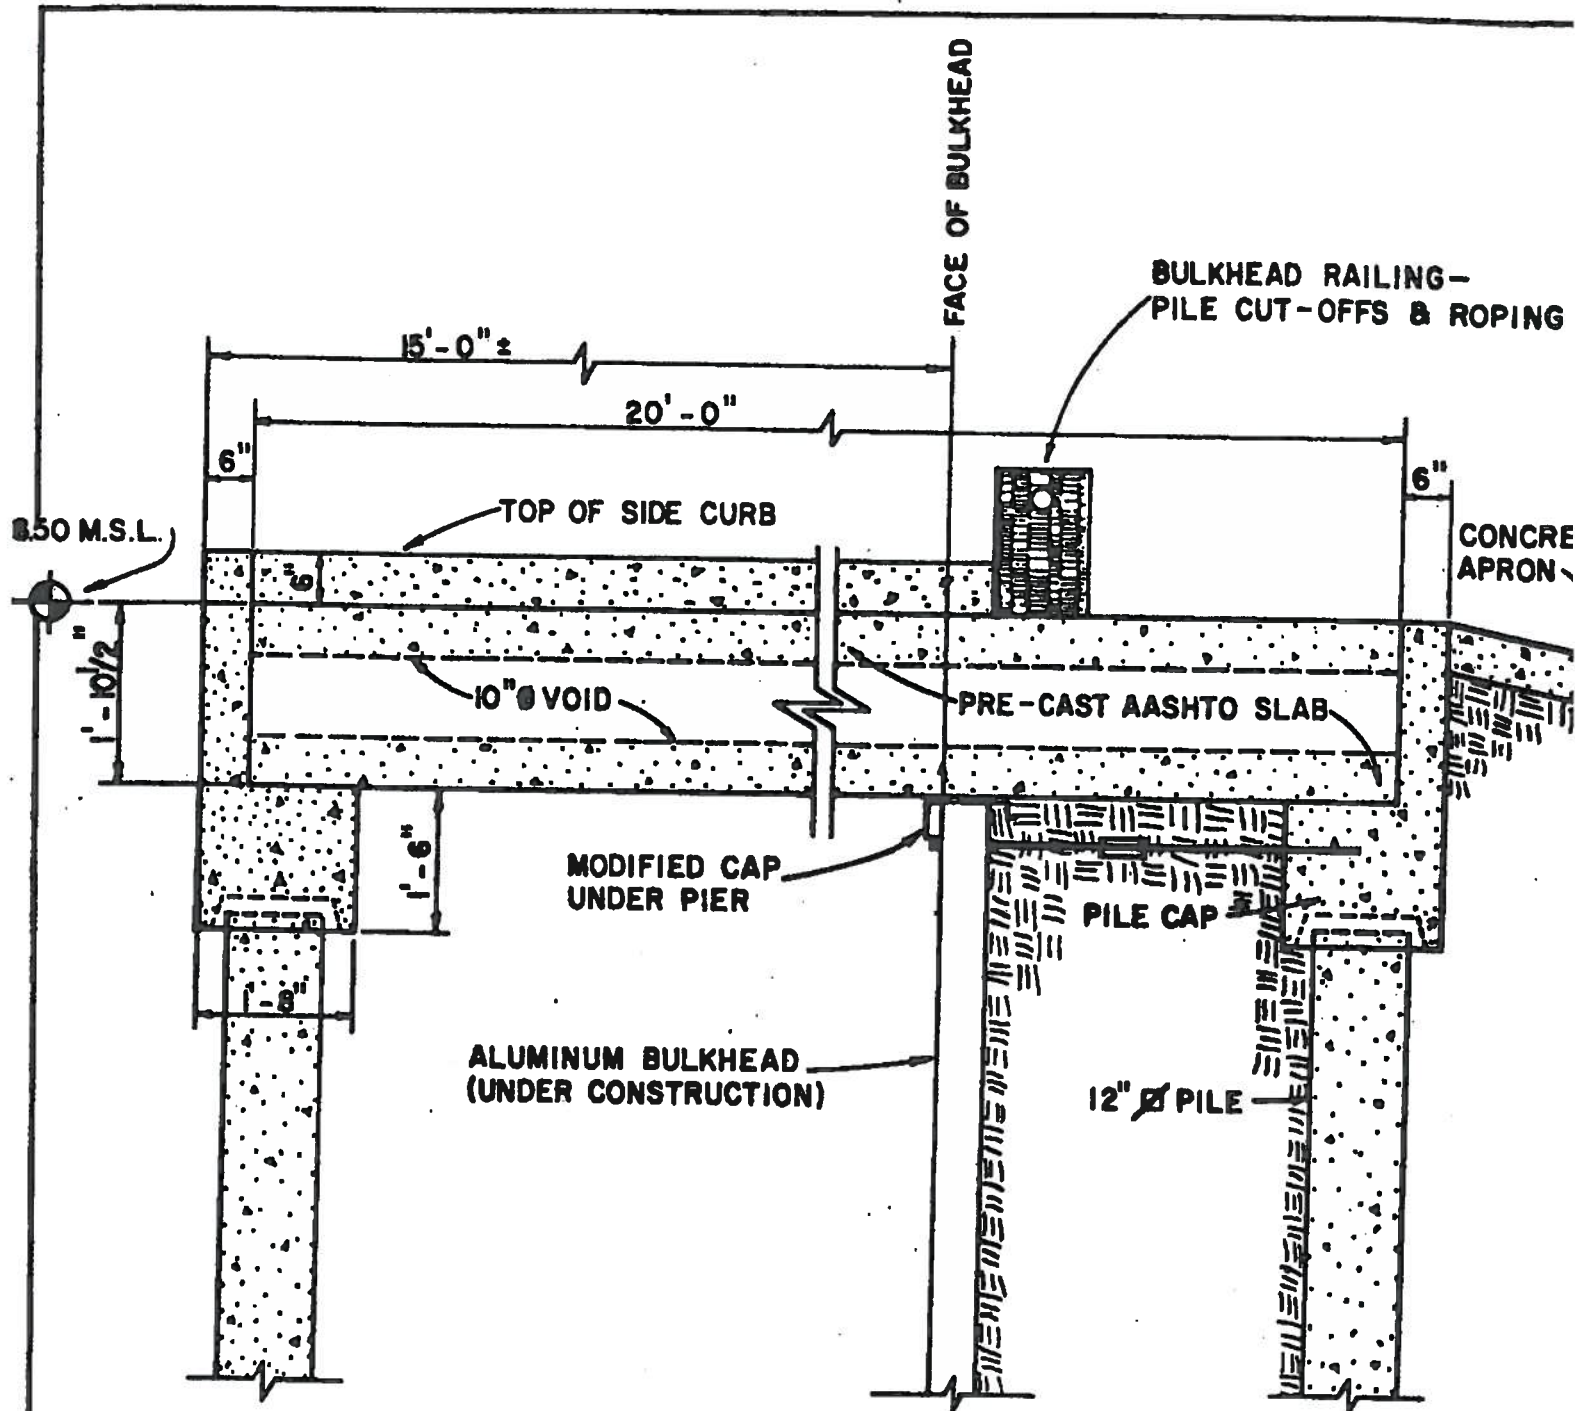 FACE OF BULKHEAD
BULKHEAD RAILING-
PILE CUT-OFFS & ROPING
15'-0" ±
20'-0"
6"
6"
TOP OF SIDE CURB
.50 M.S.L.
CONCRE
APRON
6"
1'-10 1/2"
10" VOID
PRE-CAST AASHTO SLAB
1'-6"
MODIFIED CAP
UNDER PIER
PILE CAP
1'-8"
ALUMINUM BULKHEAD
(UNDER CONSTRUCTION)
12" PILE